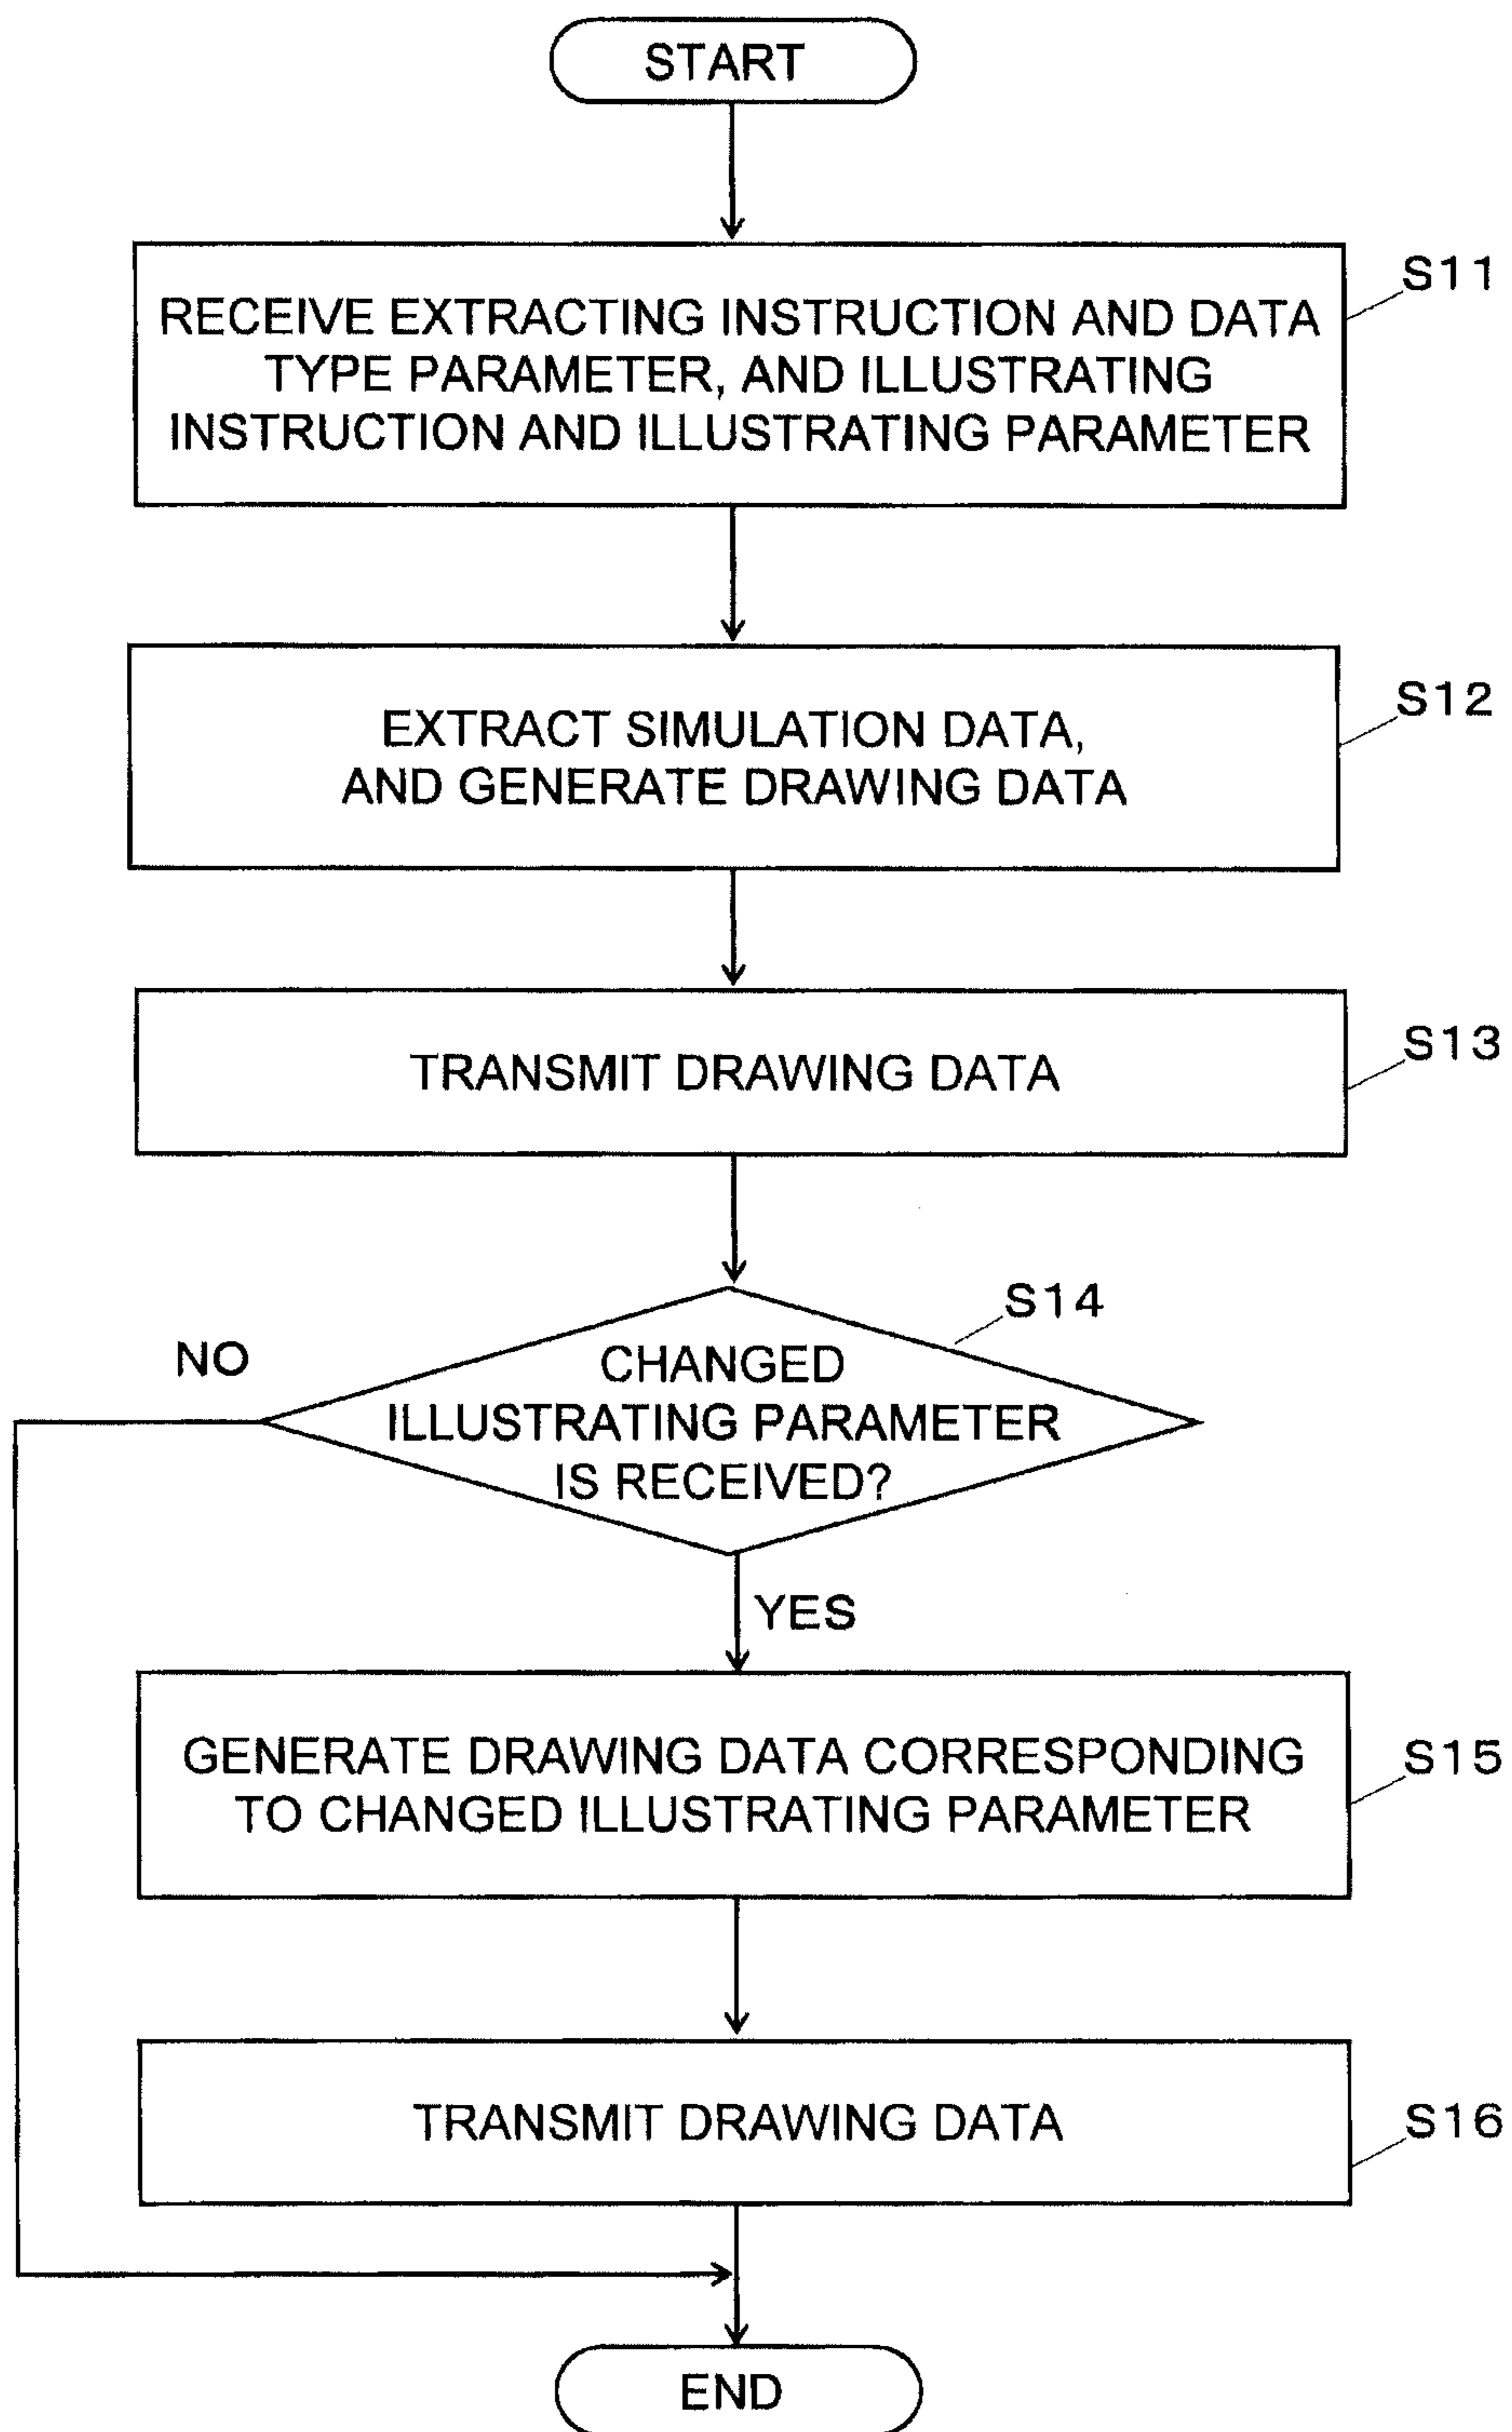 START
S11
RECEIVE EXTRACTING INSTRUCTION AND DATA
TYPE PARAMETER, AND ILLUSTRATING
INSTRUCTION AND ILLUSTRATING PARAMETER
S12
EXTRACT SIMULATION DATA,
AND GENERATE DRAWING DATA
S13
TRANSMIT DRAWING DATA
S14
NO
CHANGED
ILLUSTRATING PARAMETER
IS RECEIVED?
YES
S15
GENERATE DRAWING DATA CORRESPONDING
TO CHANGED ILLUSTRATING PARAMETER
S16
TRANSMIT DRAWING DATA
END